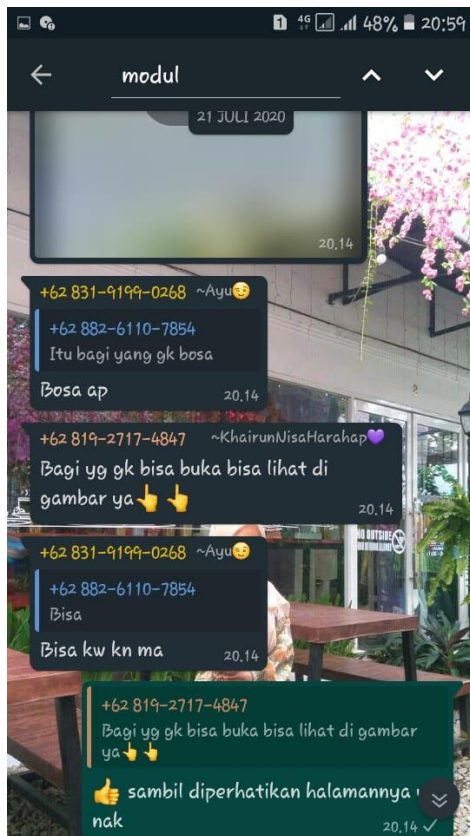 1 4G 48% 20:59
modul
21 JULI 2020
20.14
+62 831-9199-0268 ~Ayu😌
+62 882-6110-7854
Itu bagi yang gk bosa
Bosa ap
20.14
+62 819-2717-4847 ~KhairunNisaHarahap💜
Bagi yg gk bisa buka bisa lihat di
gambar ya👆👆
20.14
NO OUTSIDE
+62 831-9199-0268 ~Ayu😌
+62 882-6110-7854
Bisa
Bisa kw kn ma
20.14
+62 819-2717-4847
Bagi yg gk bisa buka bisa lihat di gambar
ya👆👆
👍 sambil diperhatikan halamannya
nak
20.14